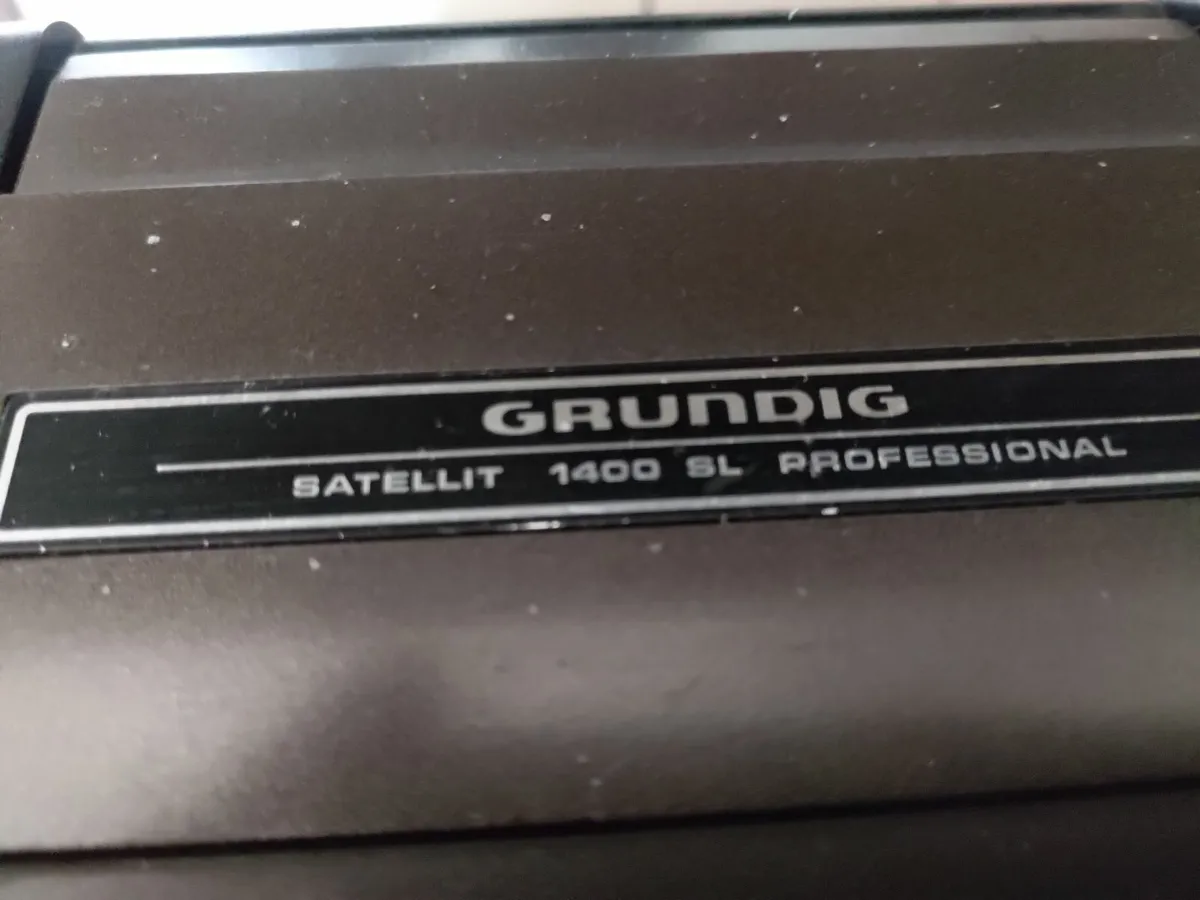 GRUNDIG
SATELLIT 1400 SL PROFESSIONAL